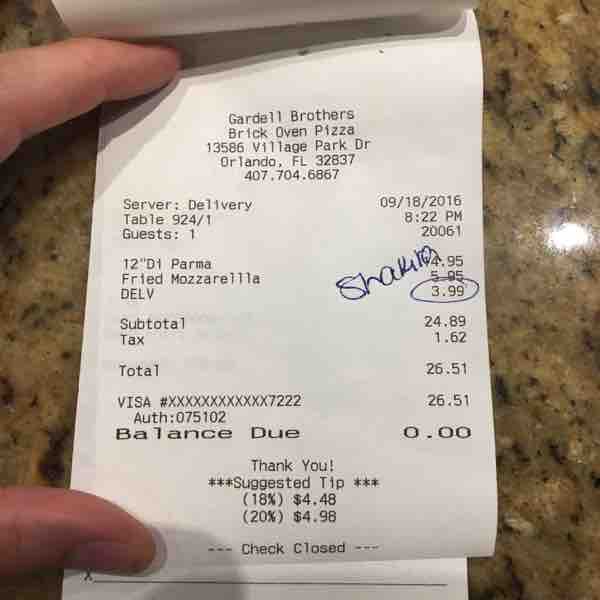 Gardell Brothers
Brick Oven Pizza
13586 Village Park Dr
Orlando, FL 32837
407.704.6867
Server: Delivery 09/18/2016
Table 924/1 8:22 PM
Guests: 1 20061
12"Di Parma 14.95
Fried Mozzarellla 5.95
DELV 3.99
Shakira
Subtotal 24.89
Tax 1.62
Total 26.51
VISA #XXXXXXXXXXXX7222 26.51
Auth:075102
Balance Due 0.00
Thank You!
***Suggested Tip ***
(18%) $4.48
(20%) $4.98
--- Check Closed ---
X